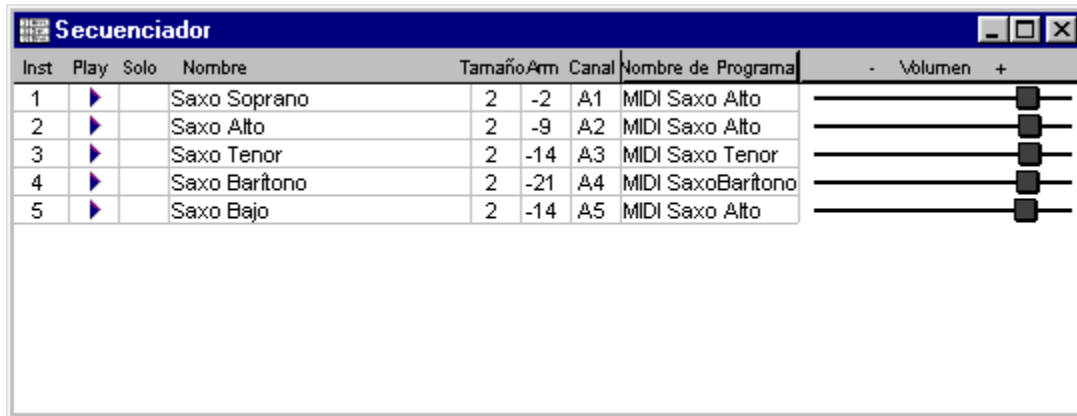 Secuenciador
Inst Play Solo Nombre Tamaño Arm Canal Nombre de Programa - Volumen +
1 Saxo Soprano 2 -2 A1 MIDI Saxo Alto
2 Saxo Alto 2 -9 A2 MIDI Saxo Alto
3 Saxo Tenor 2 -14 A3 MIDI Saxo Tenor
4 Saxo Barítono 2 -21 A4 MIDI SaxoBarítono
5 Saxo Bajo 2 -14 A5 MIDI Saxo Alto